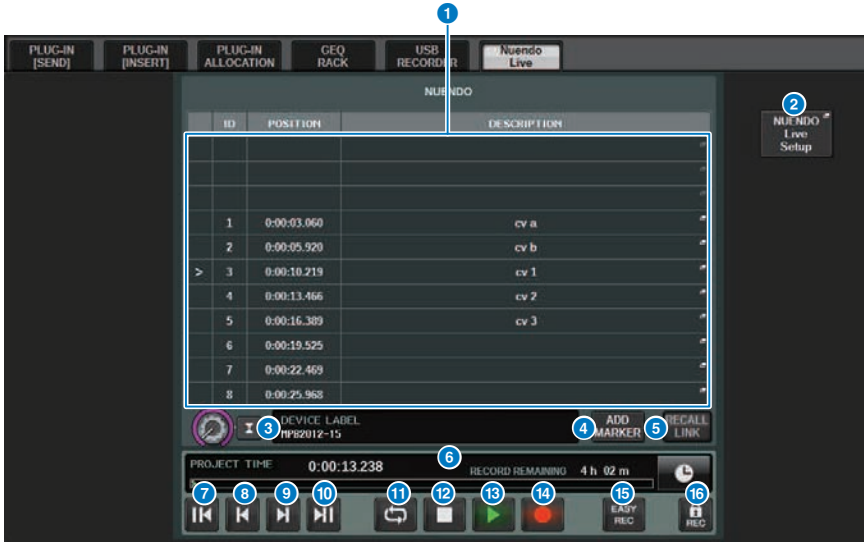 1
PLUG-IN [SEND]
PLUG-IN [INSERT]
PLUG-IN ALLOCATION
GEQ RACK
USB RECORDER
Nuendo Live
NUENDO
2
NUENDO Live Setup
ID POSITION DESCRIPTION
1 0:00:03.060 cv a
2 0:00:05.920 cv b
> 3 0:00:10.219 cv 1
4 0:00:13.466 cv 2
5 0:00:16.389 cv 3
6 0:00:19.525
7 0:00:22.469
8 0:00:25.968
3
DEVICE LABEL
MPB2012-15
4
ADD MARKER
5
RECALL LINK
PROJECT TIME 0:00:13.238
6
RECORD REMAINING 4 h 02 m
7 8 9 10 11 12 13 14 15 16
EASY REC
REC